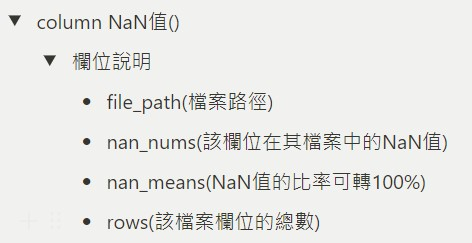 column NaN值()
欄位說明
file_path(檔案路徑)
nan_nums(該欄位在其檔案中的NaN值)
nan_means(NaN值的比率可轉100%)
rows(該檔案欄位的總數)